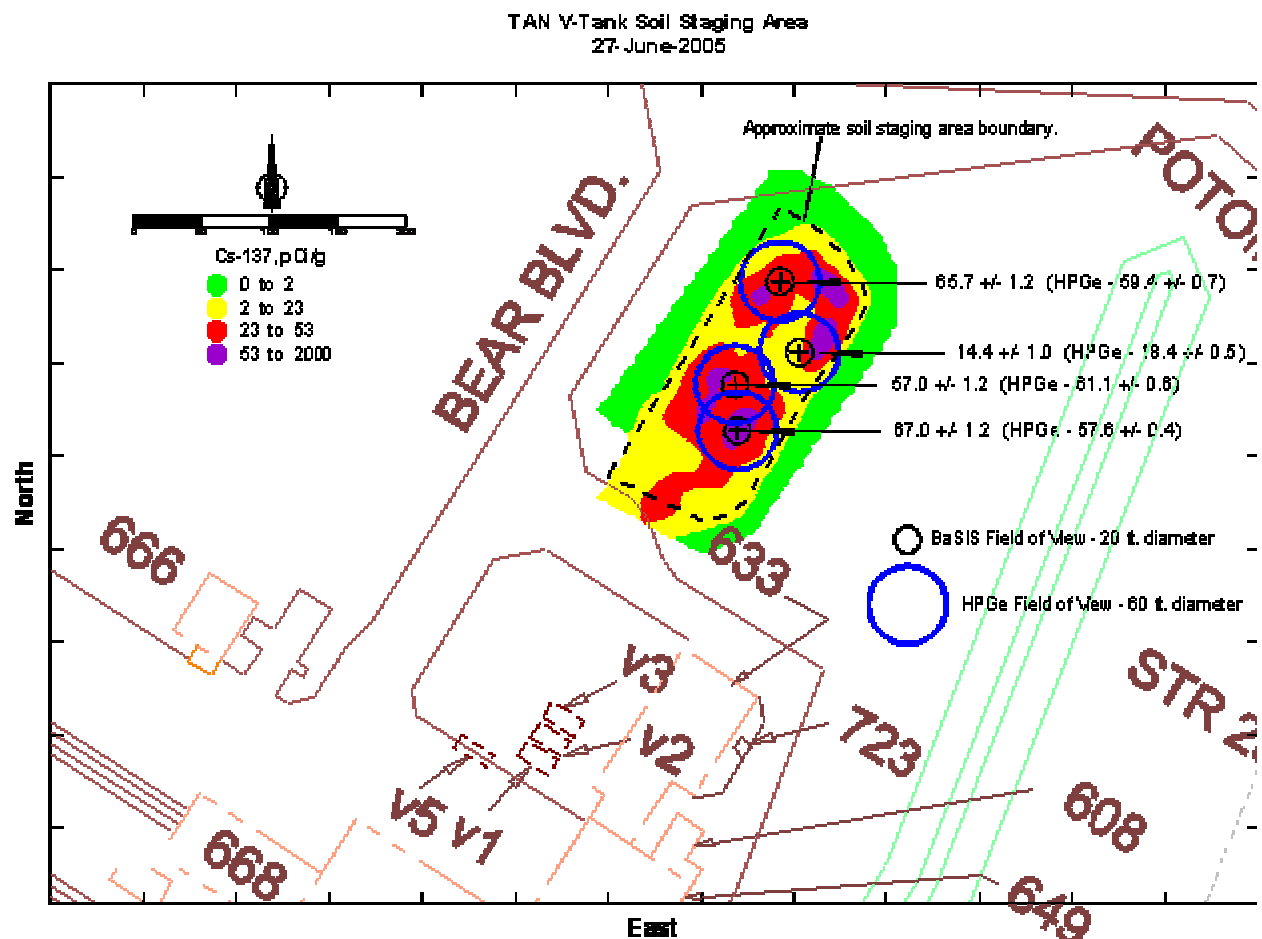 TAN V-Tank Soil Staging Area
27-June-2005
Approximate soil staging area boundary.
BEAR BLVD.
Cs-137, pCi/g
0 to 2
2 to 23
23 to 53
53 to 2000
65.7 +/- 1.2 (HPGe - 59.4 +/- 0.7)
14.4 +/- 1.0 (HPGe - 18.4 +/- 0.5)
57.0 +/- 1.2 (HPGe - 61.1 +/- 0.6)
67.0 +/- 1.2 (HPGe - 57.6 +/- 0.4)
North
666
633
BaSIS Field of View - 20 ft. diameter
HPGe Field of View - 60 ft. diameter
v3
STR
v2
723
v5
v1
608
668
649
East